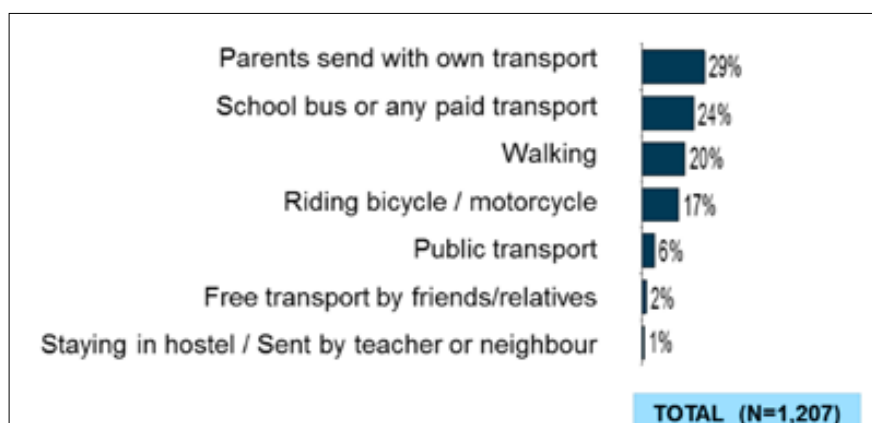 Parents send with own transport 29%
School bus or any paid transport 24%
Walking 20%
Riding bicycle / motorcycle 17%
Public transport 6%
Free transport by friends/relatives 2%
Staying in hostel / Sent by teacher or neighbour 1%
TOTAL (N=1,207)